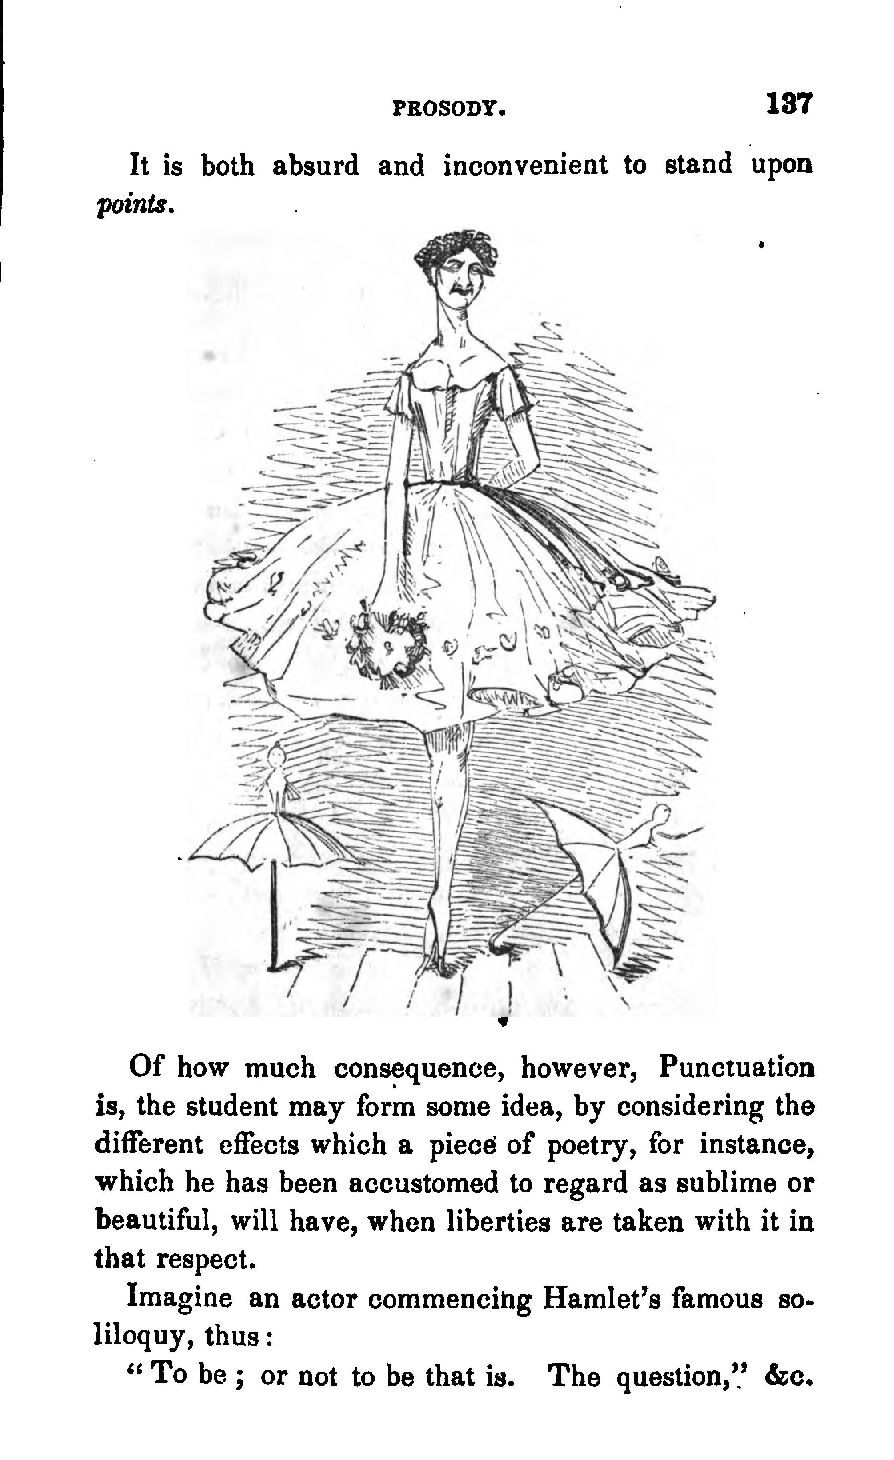 PROSODY. 137
It is both absurd and inconvenient to stand upon
points.
Of how much consequence, however, Punctuation
is, the student may form some idea, by considering the
different effects which a piece of poetry, for instance,
which he has been accustomed to regard as sublime or
beautiful, will have, when liberties are taken with it in
that respect.
Imagine an actor commencing Hamlet's famous so-
liloquy, thus:
"To be; or not to be that is. The question," &c.